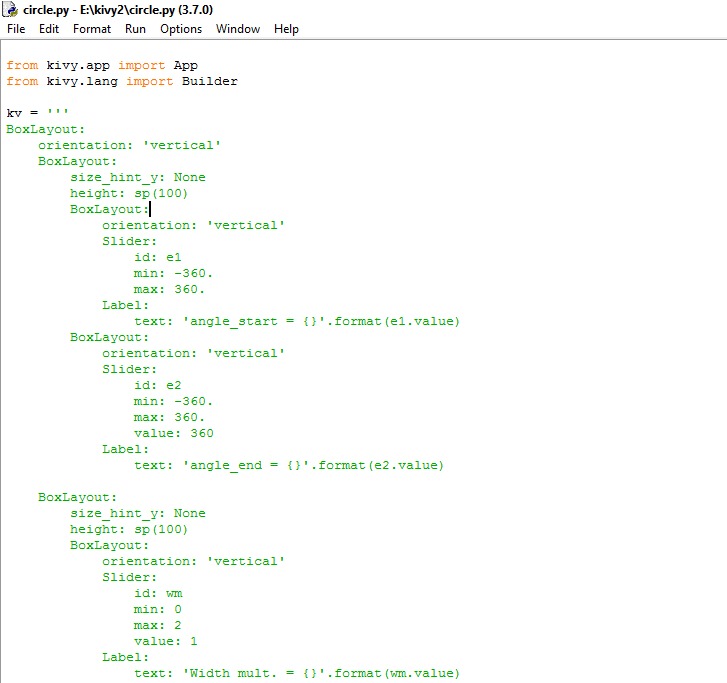 circle.py - E:\kivy2\circle.py (3.7.0)
File Edit Format Run Options Window Help
from kivy.app import App
from kivy.lang import Builder
kv = '''
BoxLayout:
    orientation: 'vertical'
    BoxLayout:
        size_hint_y: None
        height: sp(100)
        BoxLayout:
            orientation: 'vertical'
            Slider:
                id: e1
                min: -360.
                max: 360.
            Label:
                text: 'angle_start = {}'.format(e1.value)
        BoxLayout:
            orientation: 'vertical'
            Slider:
                id: e2
                min: -360.
                max: 360.
                value: 360
            Label:
                text: 'angle_end = {}'.format(e2.value)
    BoxLayout:
        size_hint_y: None
        height: sp(100)
        BoxLayout:
            orientation: 'vertical'
            Slider:
                id: wm
                min: 0
                max: 2
                value: 1
            Label:
                text: 'Width mult. = {}'.format(wm.value)